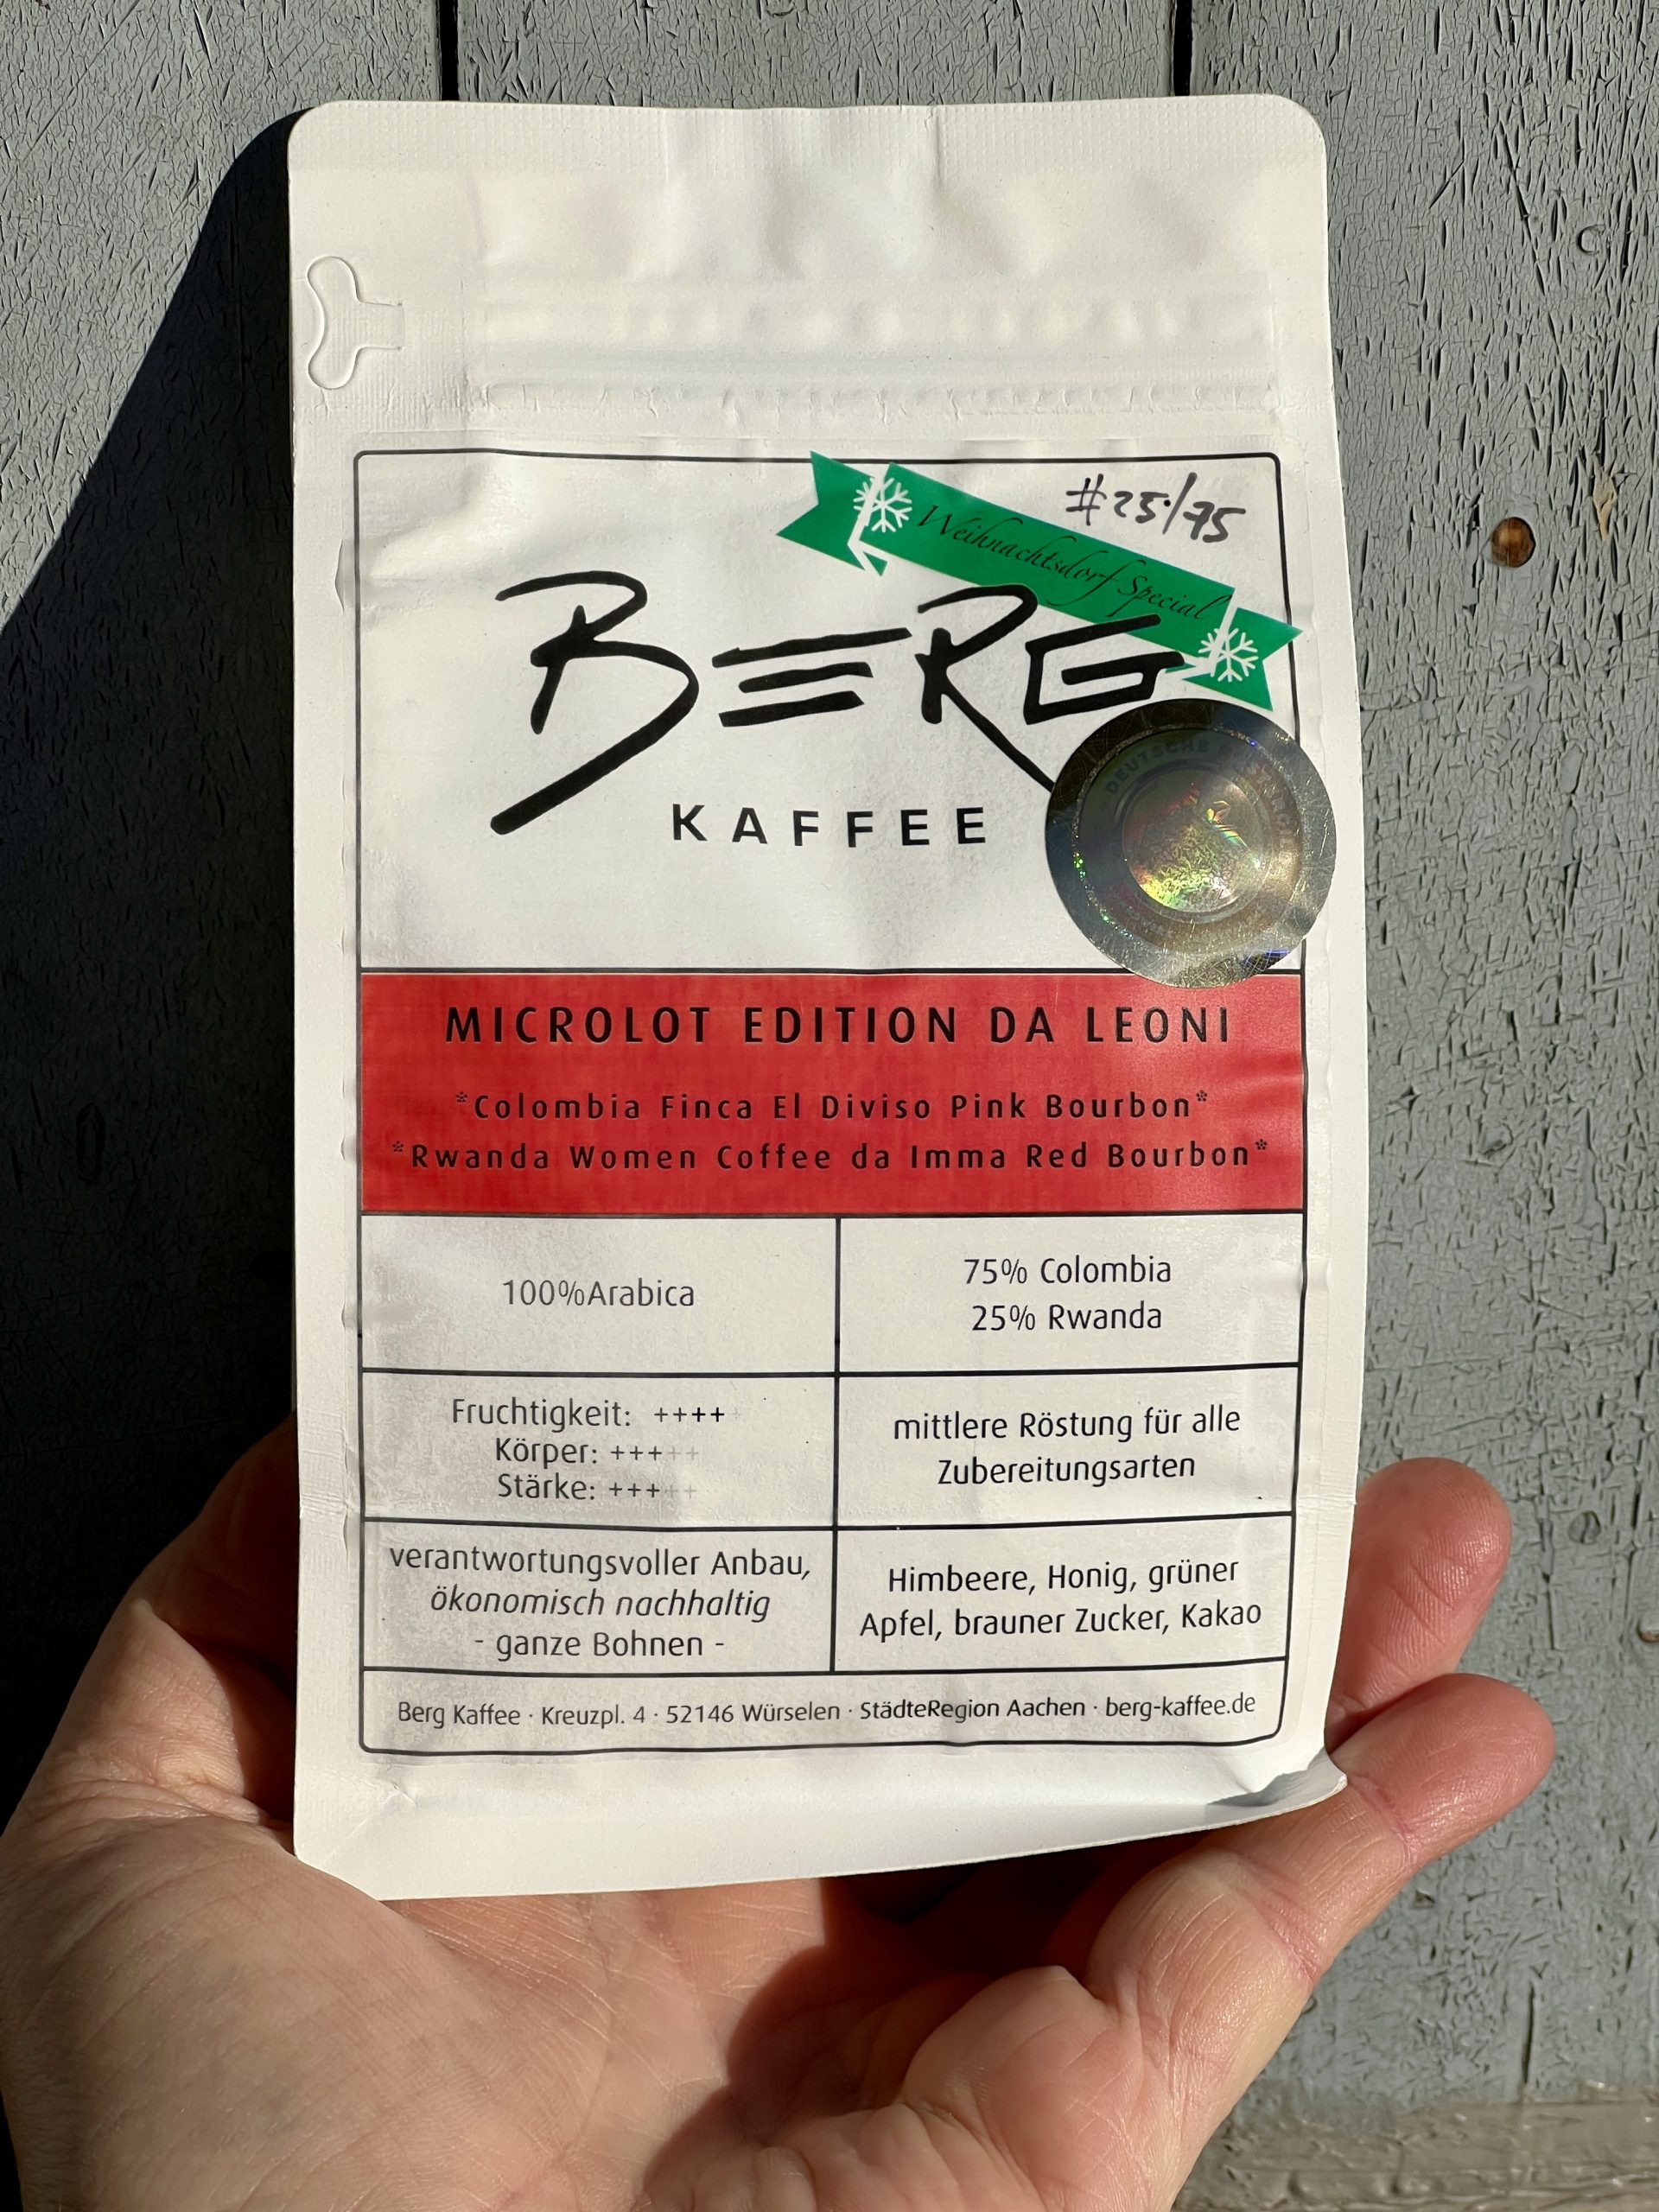 #25/75
Weihnachtsdorf Special
BERG
KAFFEE
DEUTSCHE
MICROLOT EDITION DA LEONI
*Colombia Finca El Diviso Pink Bourbon*
*Rwanda Women Coffee da Imma Red Bourbon*
100%Arabica
75% Colombia
25% Rwanda
Fruchtigkeit: +++++
Körper: +++++
Stärke: +++++
mittlere Röstung für alle
Zubereitungsarten
verantwortungsvoller Anbau,
ökonomisch nachhaltig
- ganze Bohnen -
Himbeere, Honig, grüner
Apfel, brauner Zucker, Kakao
Berg Kaffee · Kreuzpl. 4 · 52146 Würselen · StädteRegion Aachen · berg-kaffee.de